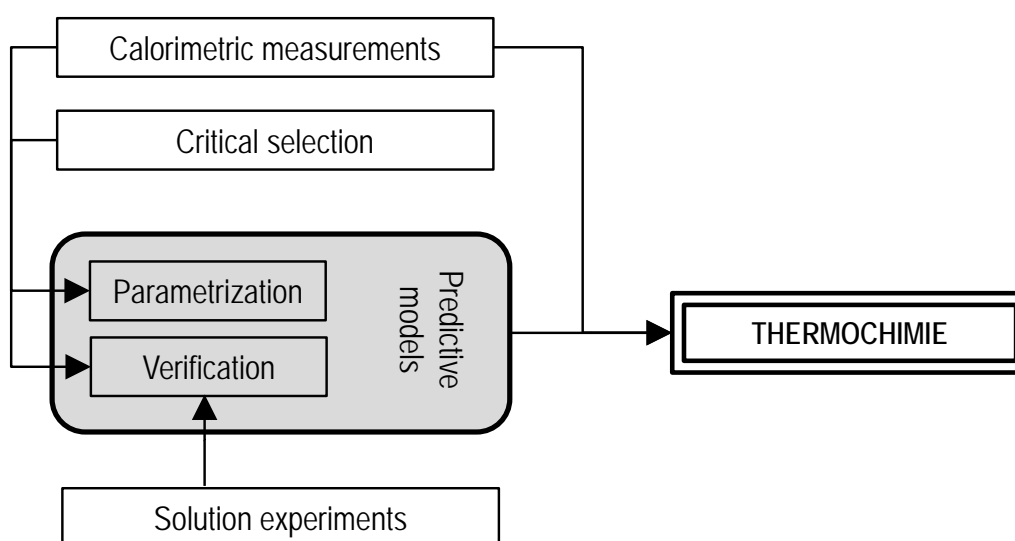 Calorimetric measurements
Critical selection
Parametrization
Verification
Predictive
models
THERMOCHIMIE
Solution experiments